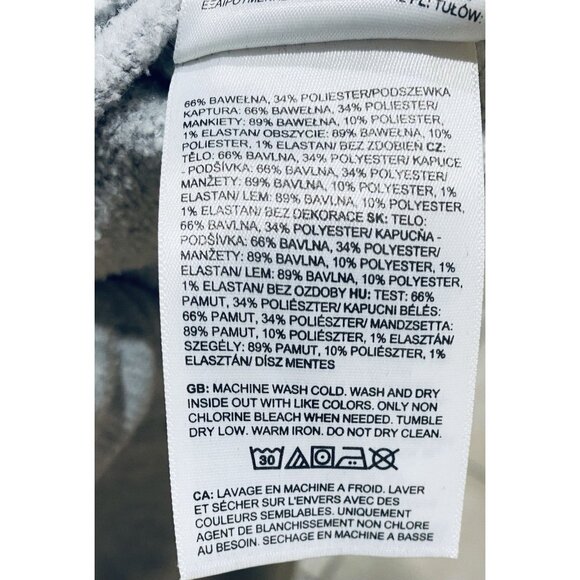 PL: TUŁÓW:
66% BAWEŁNA, 34% POLIESTER/PODSZEWKA
KAPTURA: 66% BAWEŁNA, 34% POLIESTER/
MANKIETY: 89% BAWEŁNA, 10% POLIESTER,
1% ELASTAN/ OBSZYCIE: 89% BAWEŁNA, 10%
POLIESTER, 1% ELASTAN/ BEZ ZDOBIEŃ CZ:
TĚLO: 66% BAVLNA, 34% POLYESTER/ KAPUCE
- PODŠÍVKA: 66% BAVLNA, 34% POLYESTER/
MANŽETY: 89% BAVLNA, 10% POLYESTER, 1%
ELASTAN/ LEM: 89% BAVLNA, 10% POLYESTER,
1% ELASTAN/ BEZ DEKORACE SK: TELO:
66% BAVLNA, 34% POLYESTER/ KAPUCŇA -
PODŠÍVKA: 66% BAVLNA, 34% POLYESTER/
MANŽETY: 89% BAVLNA, 10% POLYESTER, 1%
ELASTAN/ LEM: 89% BAVLNA, 10% POLYESTER,
1% ELASTAN/ BEZ OZDOBY HU: TEST: 66%
PAMUT, 34% POLIÉSZTER/ KAPUCNI BÉLÉS:
66% PAMUT, 34% POLIÉSZTER/ MANDZSETTA:
89% PAMUT, 10% POLIÉSZTER, 1% ELASZTÁN/
SZEGÉLY: 89% PAMUT, 10% POLIÉSZTER, 1%
ELASZTÁN/ DÍSZ MENTES
GB: MACHINE WASH COLD. WASH AND DRY
INSIDE OUT WITH LIKE COLORS. ONLY NON
CHLORINE BLEACH WHEN NEEDED. TUMBLE
DRY LOW. WARM IRON. DO NOT DRY CLEAN.
30
CA: LAVAGE EN MACHINE A FROID. LAVER
ET SÉCHER SUR L'ENVERS AVEC DES
COULEURS SEMBLABLES. UNIQUEMENT
AGENT DE BLANCHISSEMENT NON CHLORE
AU BESOIN. SECHAGE EN MACHINE A